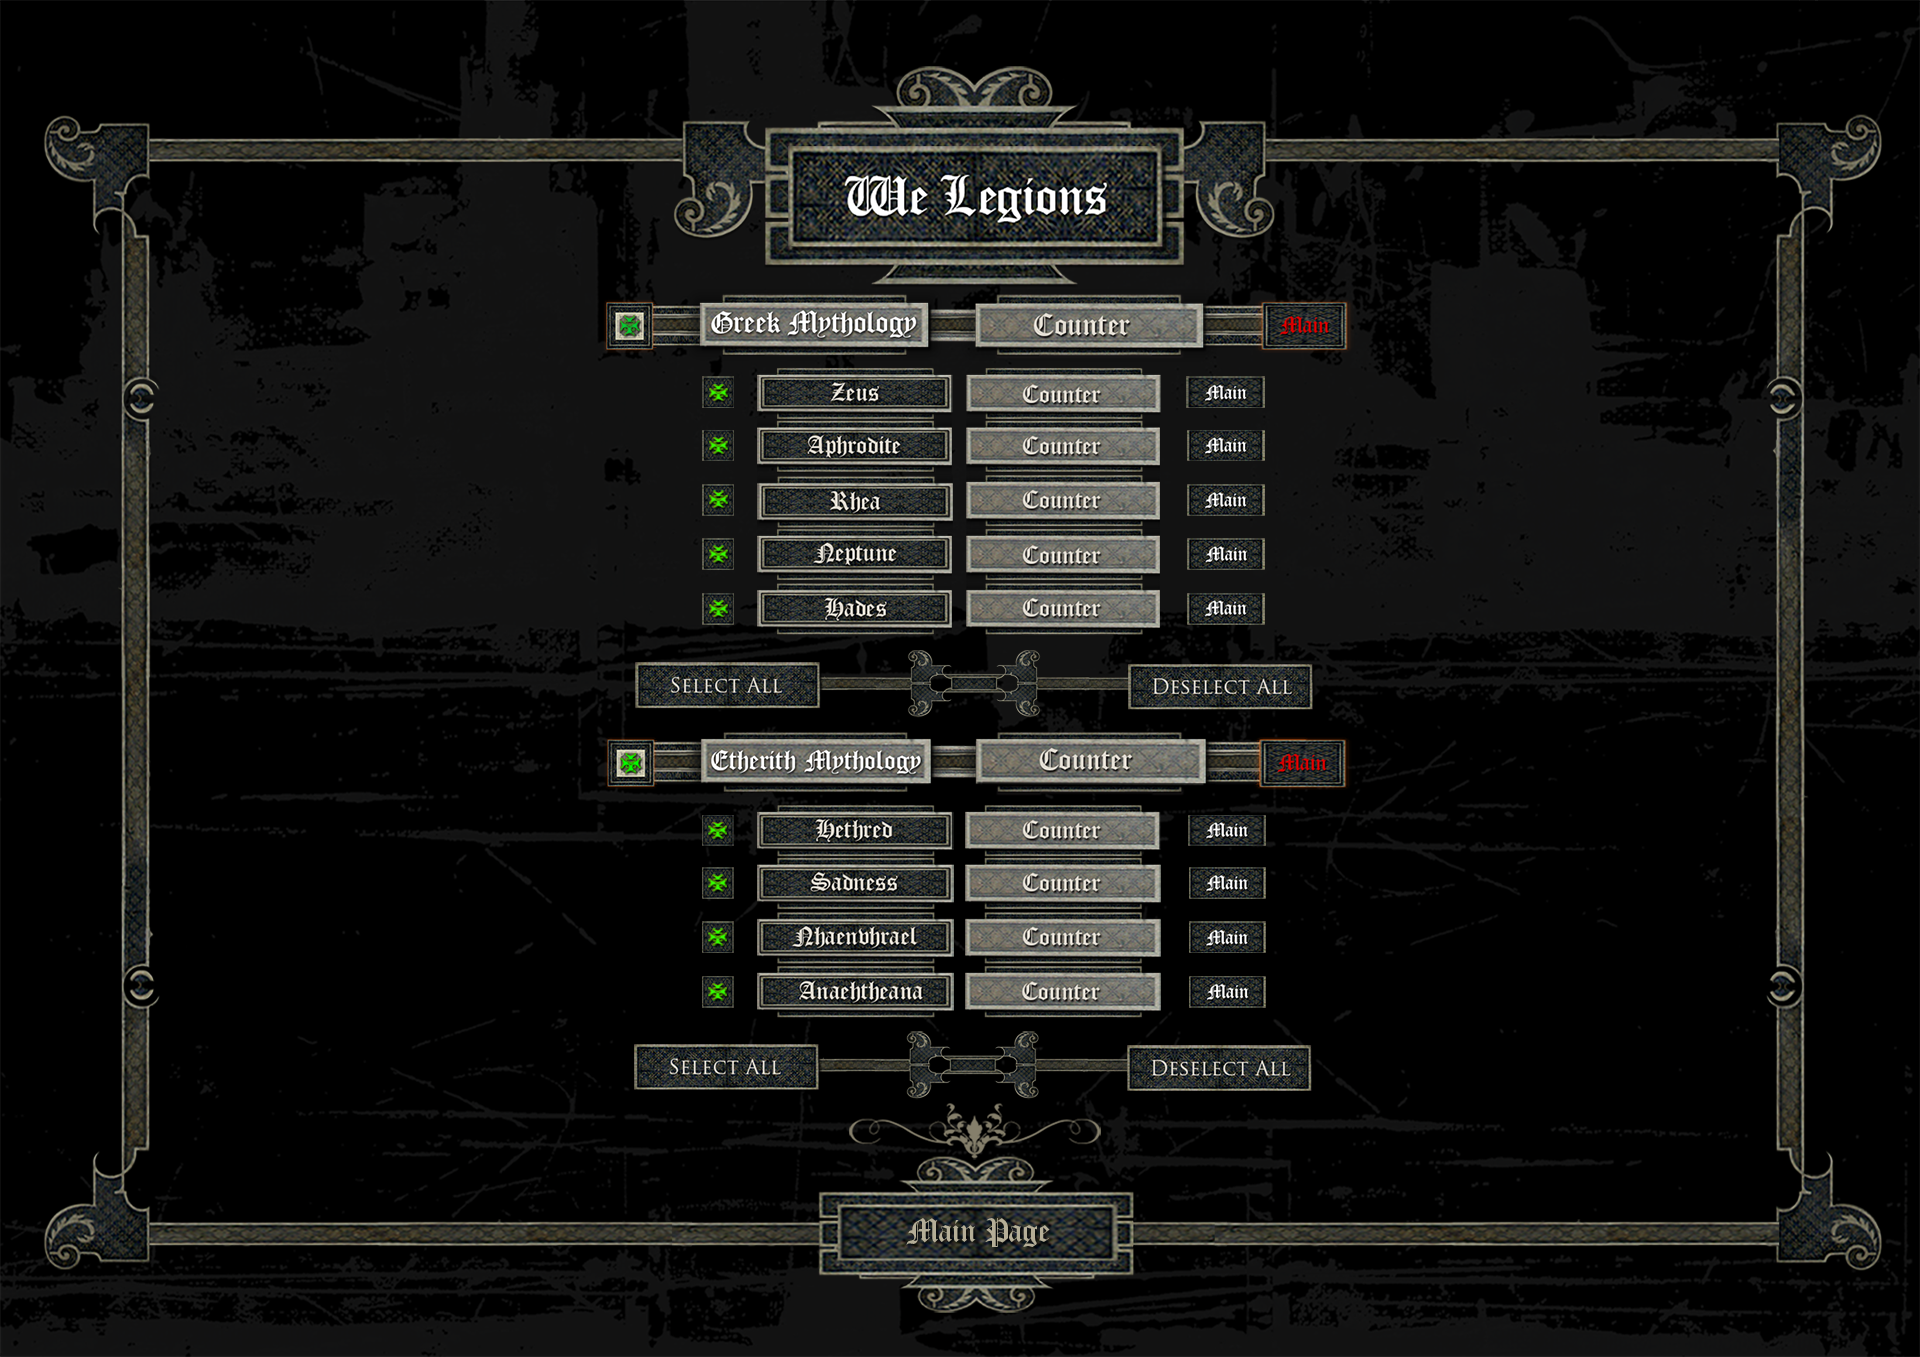 We Legions
Greek Mythology Counter Main
Zeus Counter Main
Aphrodite Counter Main
Rhea Counter Main
Neptune Counter Main
Hades Counter Main
SELECT ALL DESELECT ALL
Etherith Mythology Counter Main
Hethred Counter Main
Sadness Counter Main
Nhaenvhrael Counter Main
Anaehtheana Counter Main
SELECT ALL DESELECT ALL
Main Page